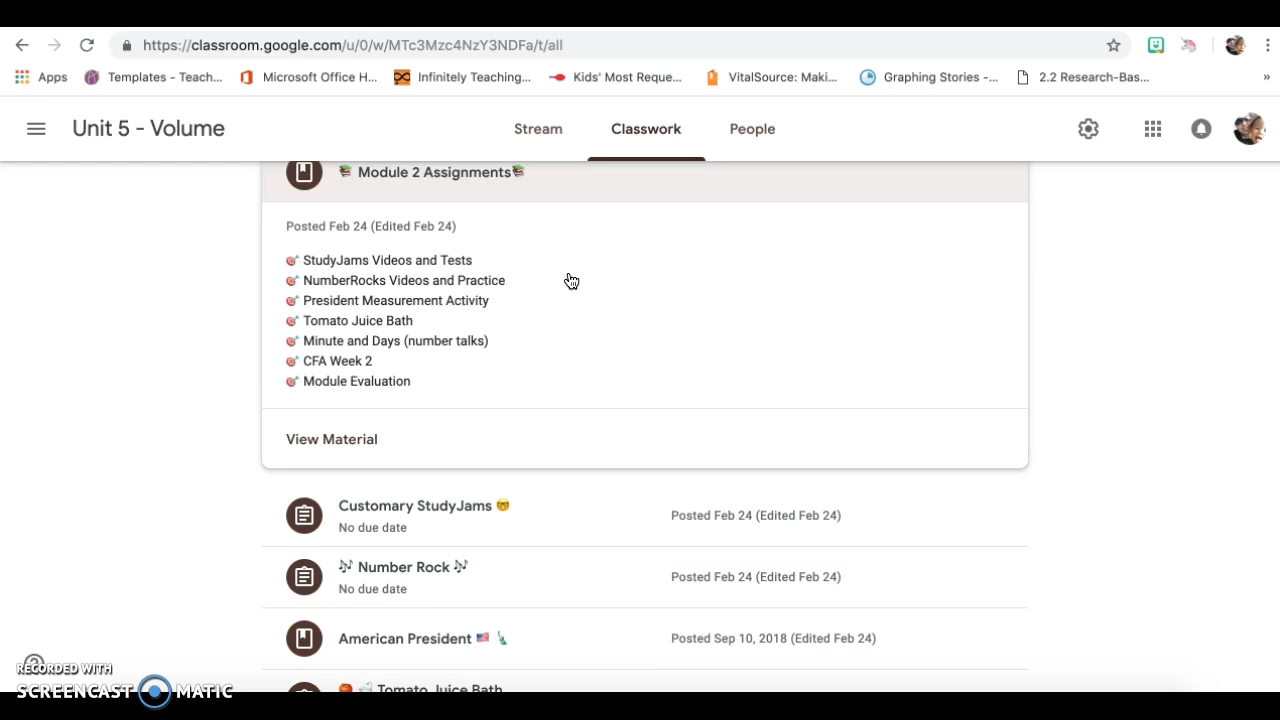 https://classroom.google.com/u/0/w/MTc3Mzc4NzY3NDFa/t/all
Apps Templates - Teach... Microsoft Office H... Infinitely Teaching... Kids' Most Reque... VitalSource: Maki... Graphing Stories -... 2.2 Research-Bas... »
Unit 5 - Volume Stream Classwork People
📚 Module 2 Assignments📚
Posted Feb 24 (Edited Feb 24)
🎯 StudyJams Videos and Tests
🎯 NumberRocks Videos and Practice
🎯 President Measurement Activity
🎯 Tomato Juice Bath
🎯 Minute and Days (number talks)
🎯 CFA Week 2
🎯 Module Evaluation
View Material
Customary StudyJams 🤓
No due date
Posted Feb 24 (Edited Feb 24)
🎶 Number Rock 🎶
No due date
Posted Feb 24 (Edited Feb 24)
American President 🇺🇸 🗽
Posted Sep 10, 2018 (Edited Feb 24)
🍅 🛁 Tomato Juice Bath
RECORDED WITH
SCREENCAST MATIC